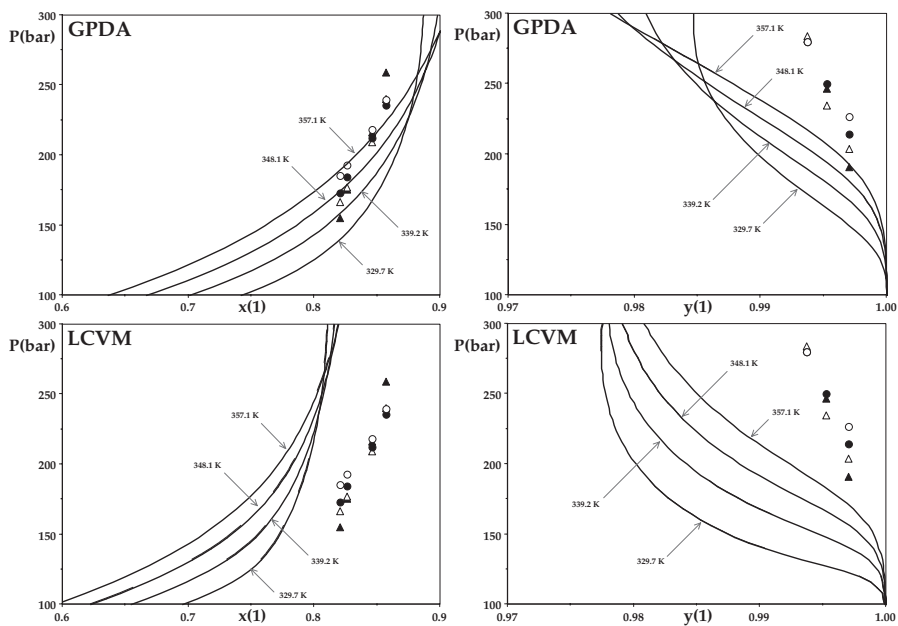 300
P(bar)
GPDA
250
200
150
100
357.1 K
348.1 K
339.2 K
329.7 K
0.6
0.7
x(1)
0.8
0.9
300
P(bar)
GPDA
250
200
150
100
357.1 K
348.1 K
339.2 K
329.7 K
0.97
0.98
y(1)
0.99
1.00
300
P(bar)
LCVM
250
200
150
100
357.1 K
348.1 K
339.2 K
329.7 K
0.6
0.7
x(1)
0.8
0.9
300
P(bar)
LCVM
250
200
150
100
348.1 K
357.1 K
339.2 K
329.7 K
0.97
0.98
y(1)
0.99
1.00